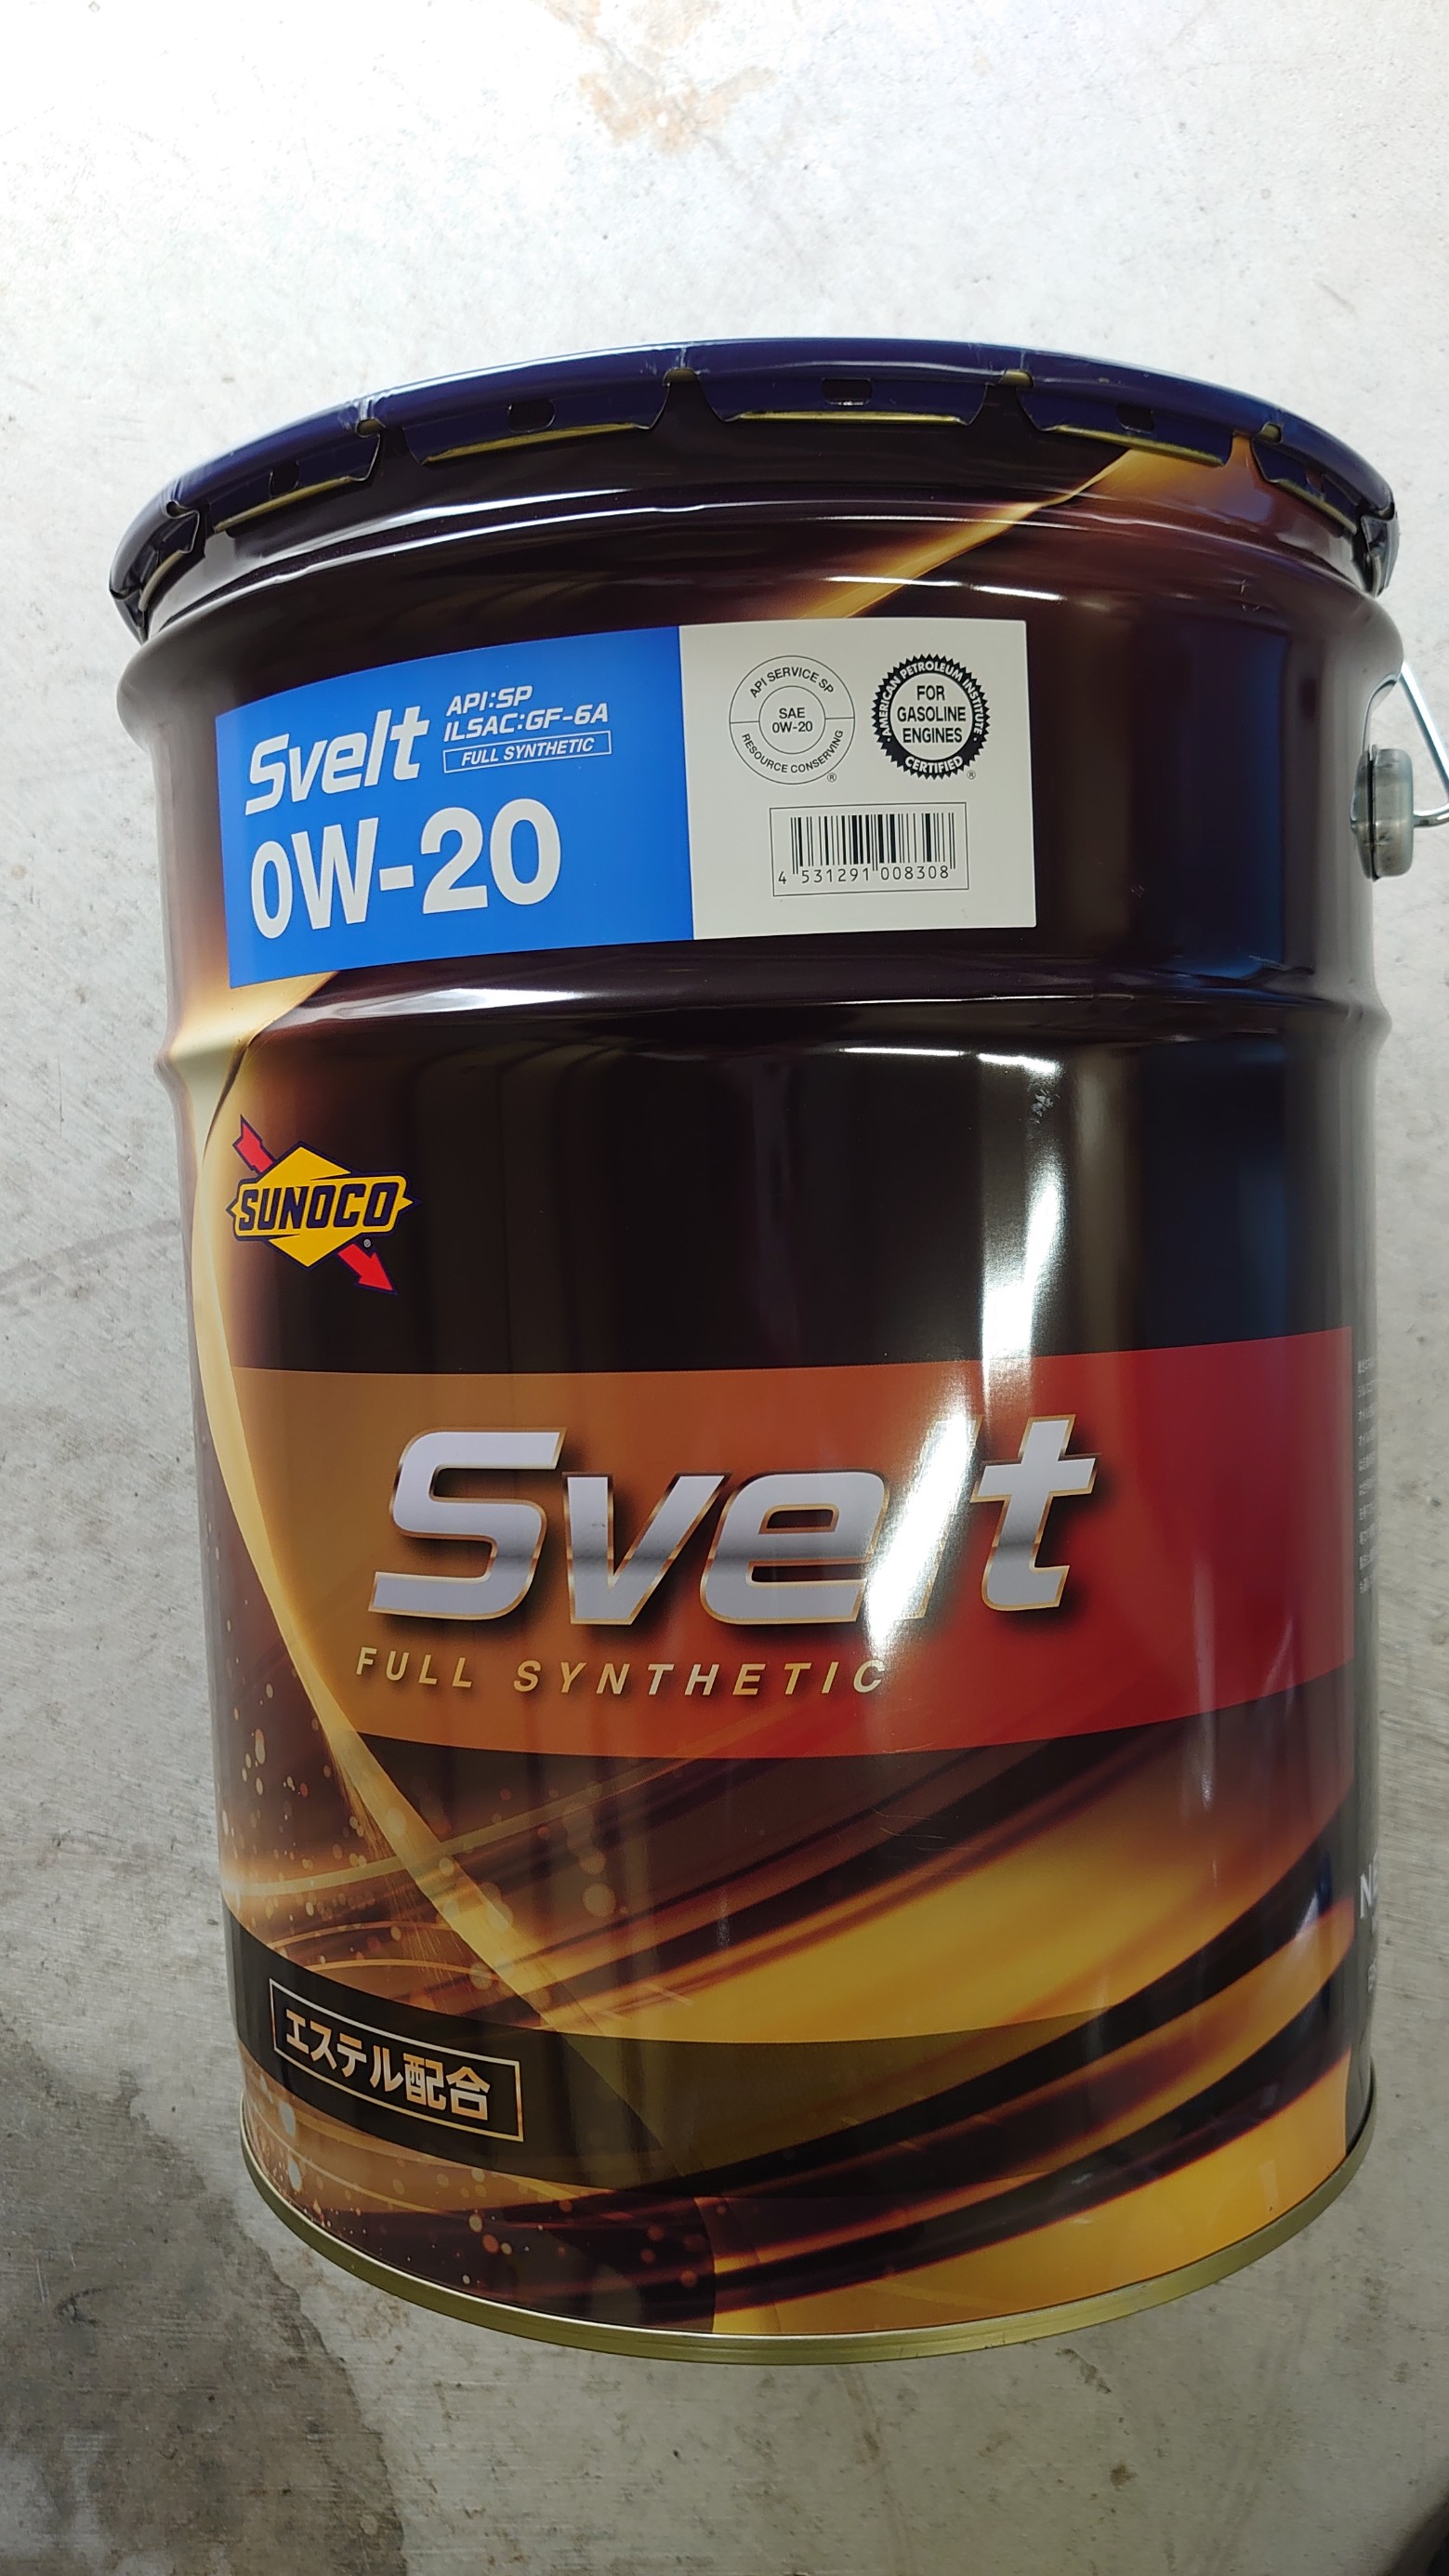 Svelt
API:SP
ILSAC:GF-6A
FULL SYNTHETIC
0W-20
API SERVICE SP
SAE
0W-20
RESOURCE CONSERVING
®
AMERICAN PETROLEUM INSTITUTE
FOR
GASOLINE
ENGINES
CERTIFIED
®
4 531291 008308
SUNOCO
®
Svelt
FULL SYNTHETIC
エステル配合